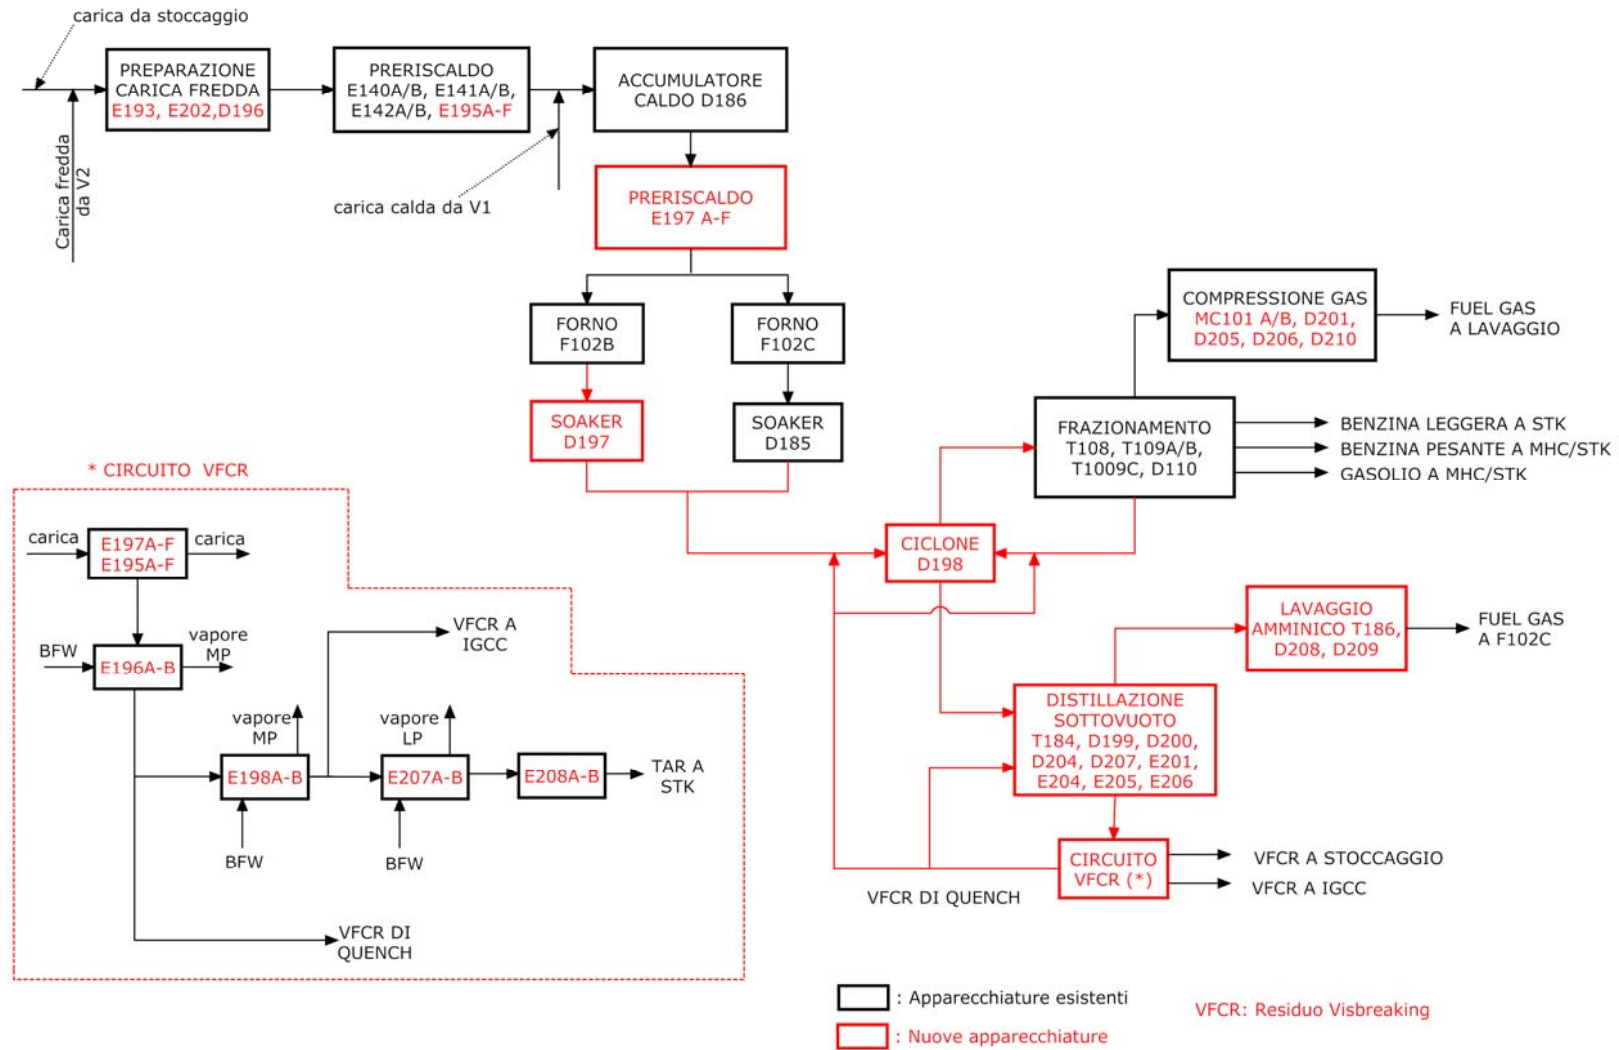 carica da stoccaggio
PREPARAZIONE
CARICA FREDDA
E193, E202,D196
PRERISCALDO
E140A/B, E141A/B,
E142A/B, E195A-F
ACCUMULATORE
CALDO D186
Carica fredda
da V2
carica calda da V1
PRERISCALDO
E197 A-F
FORNO
F102B
FORNO
F102C
SOAKER
D197
SOAKER
D185
COMPRESSIONE GAS
MC101 A/B, D201,
D205, D206, D210
FUEL GAS
A LAVAGGIO
FRAZIONAMENTO
T108, T109A/B,
T1009C, D110
BENZINA LEGGERA A STK
BENZINA PESANTE A MHC/STK
GASOLIO A MHC/STK
CICLONE
D198
LAVAGGIO
AMMINICO T186,
D208, D209
FUEL GAS
A F102C
DISTILLAZIONE
SOTTOVUOTO
T184, D199, D200,
D204, D207, E201,
E204, E205, E206
CIRCUITO
VFCR (*)
VFCR A STOCCAGGIO
VFCR A IGCC
VFCR DI QUENCH
* CIRCUITO VFCR
carica
E197A-F
E195A-F
carica
BFW
E196A-B
vapore
MP
VFCR A
IGCC
vapore
MP
vapore
LP
E198A-B
E207A-B
E208A-B
TAR A
STK
BFW
BFW
VFCR DI
QUENCH
: Apparecchiature esistenti
: Nuove apparecchiature
VFCR: Residuo Visbreaking